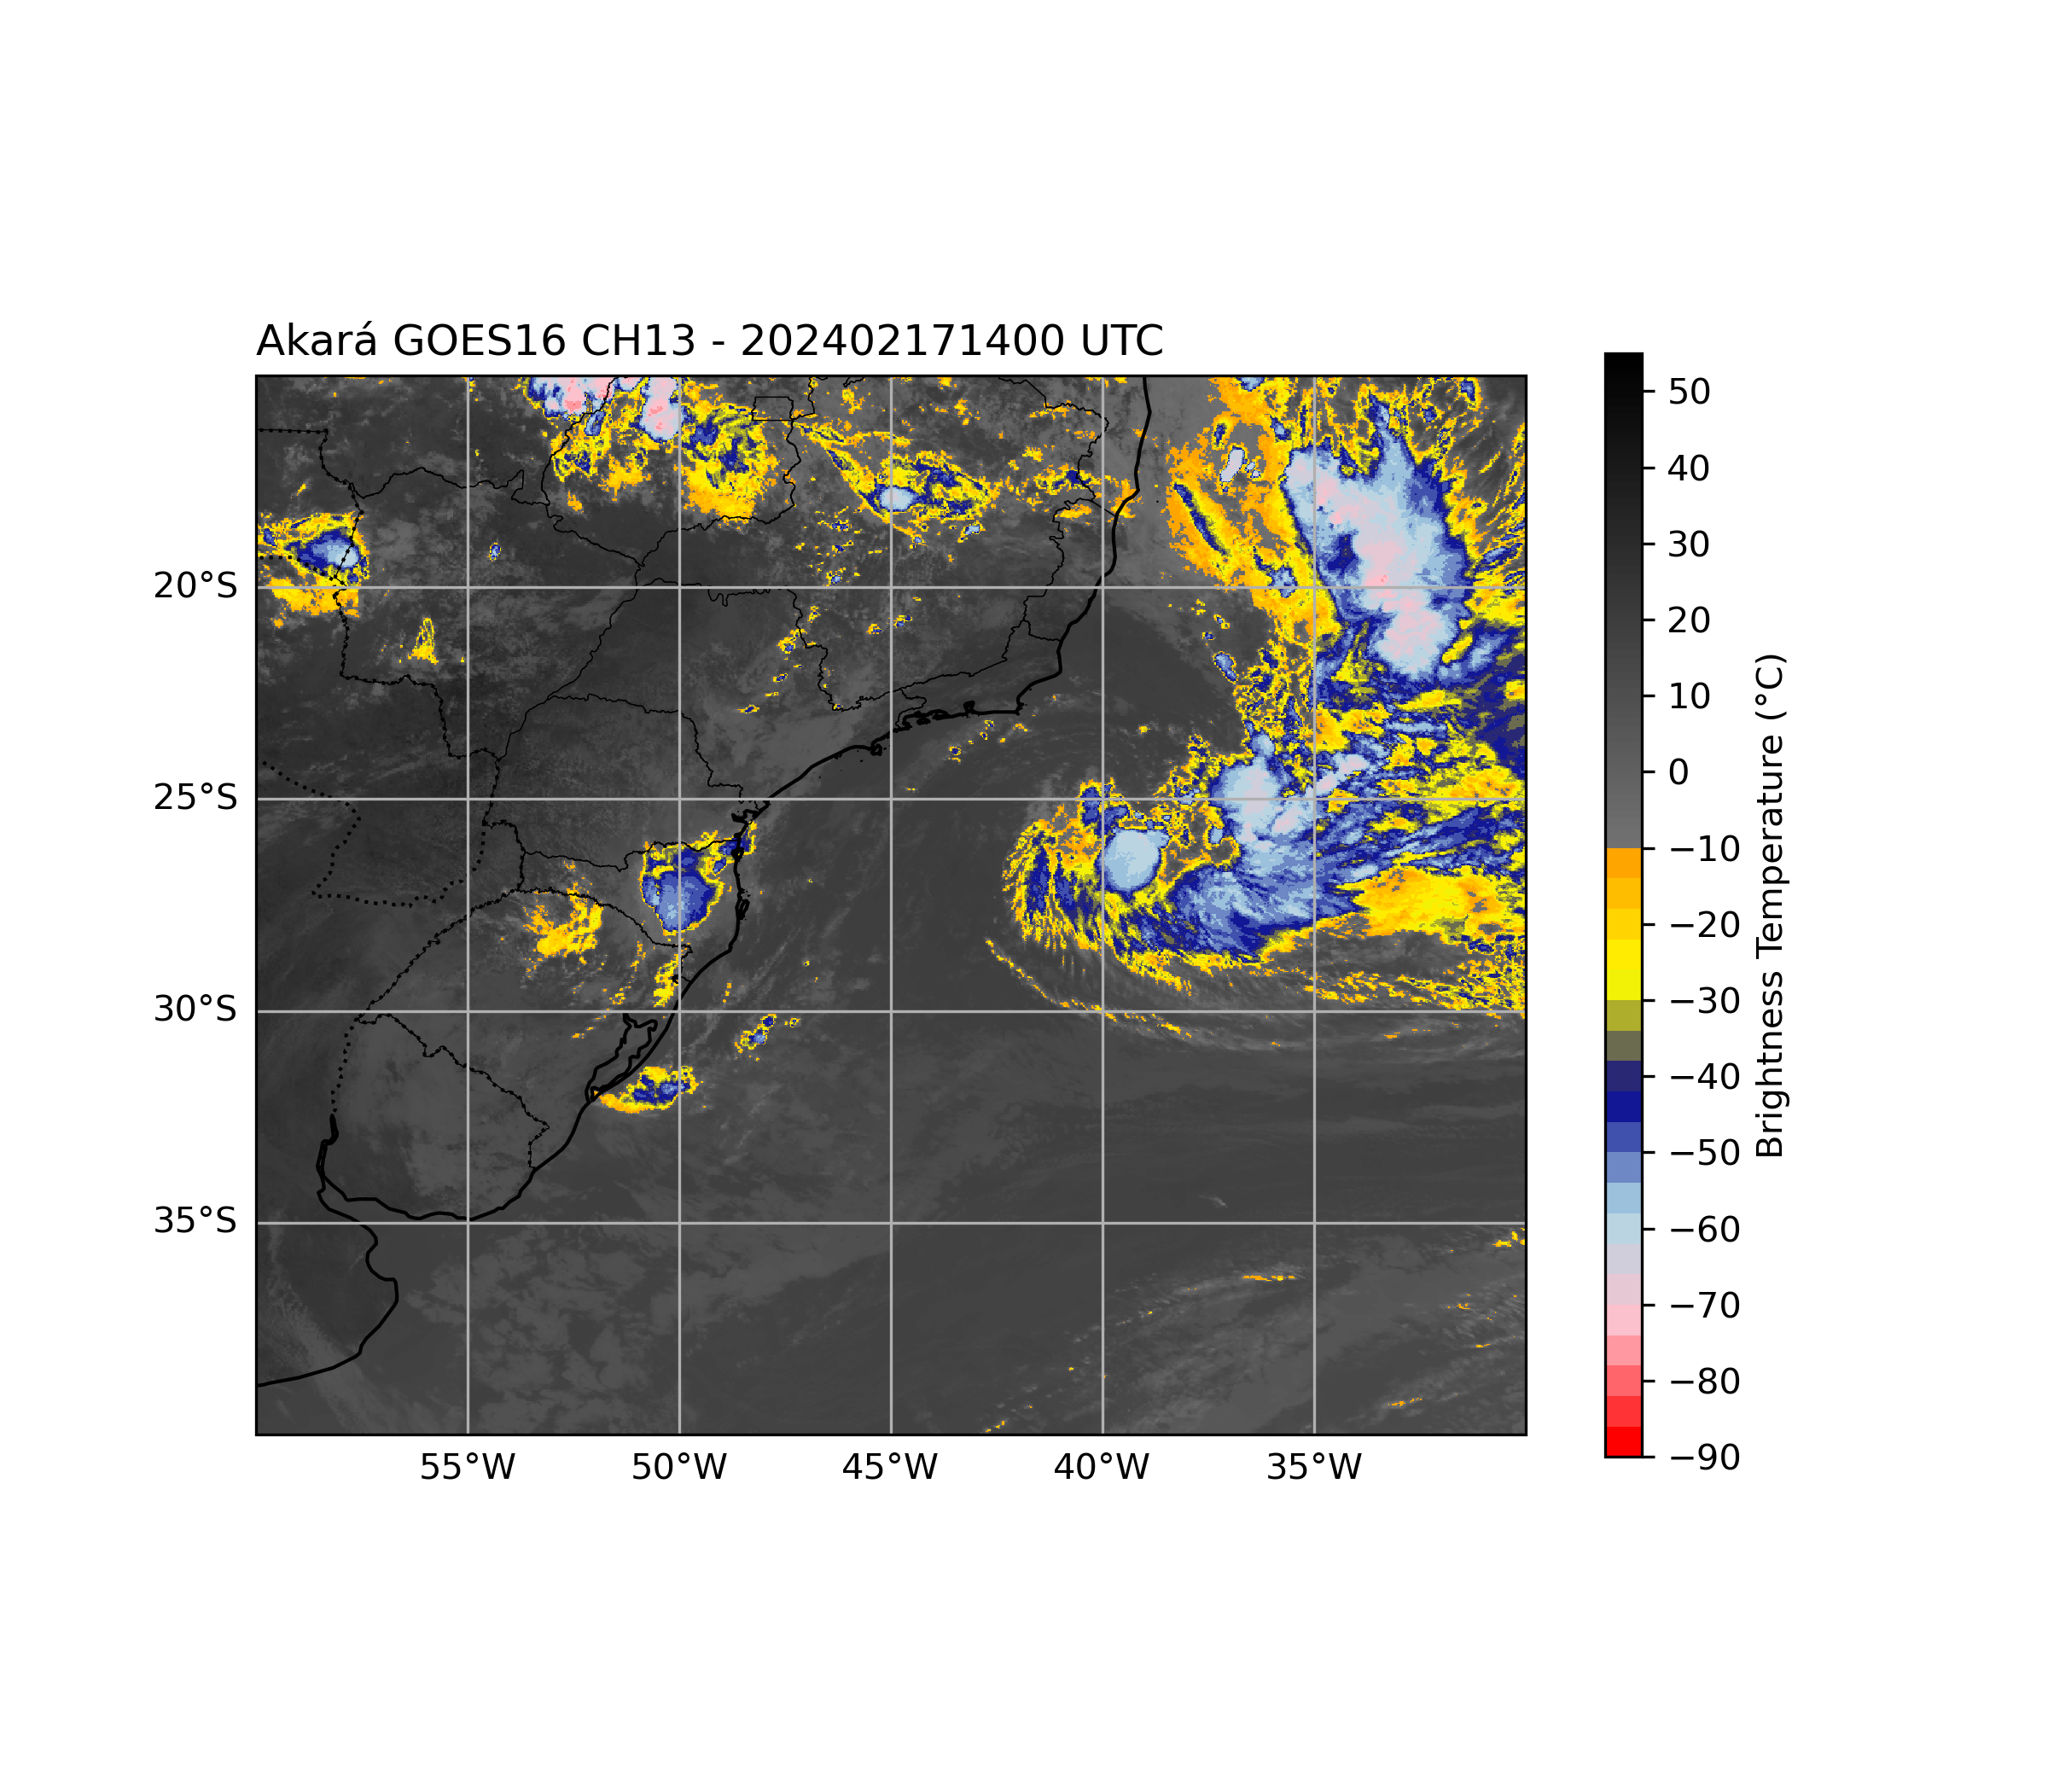 Akará GOES16 CH13 - 202402171400 UTC
20°S
25°S
30°S
35°S
55°W
50°W
45°W
40°W
35°W
50
40
30
20
10
0
−10
−20
−30
−40
−50
−60
−70
−80
−90
Brightness Temperature (°C)